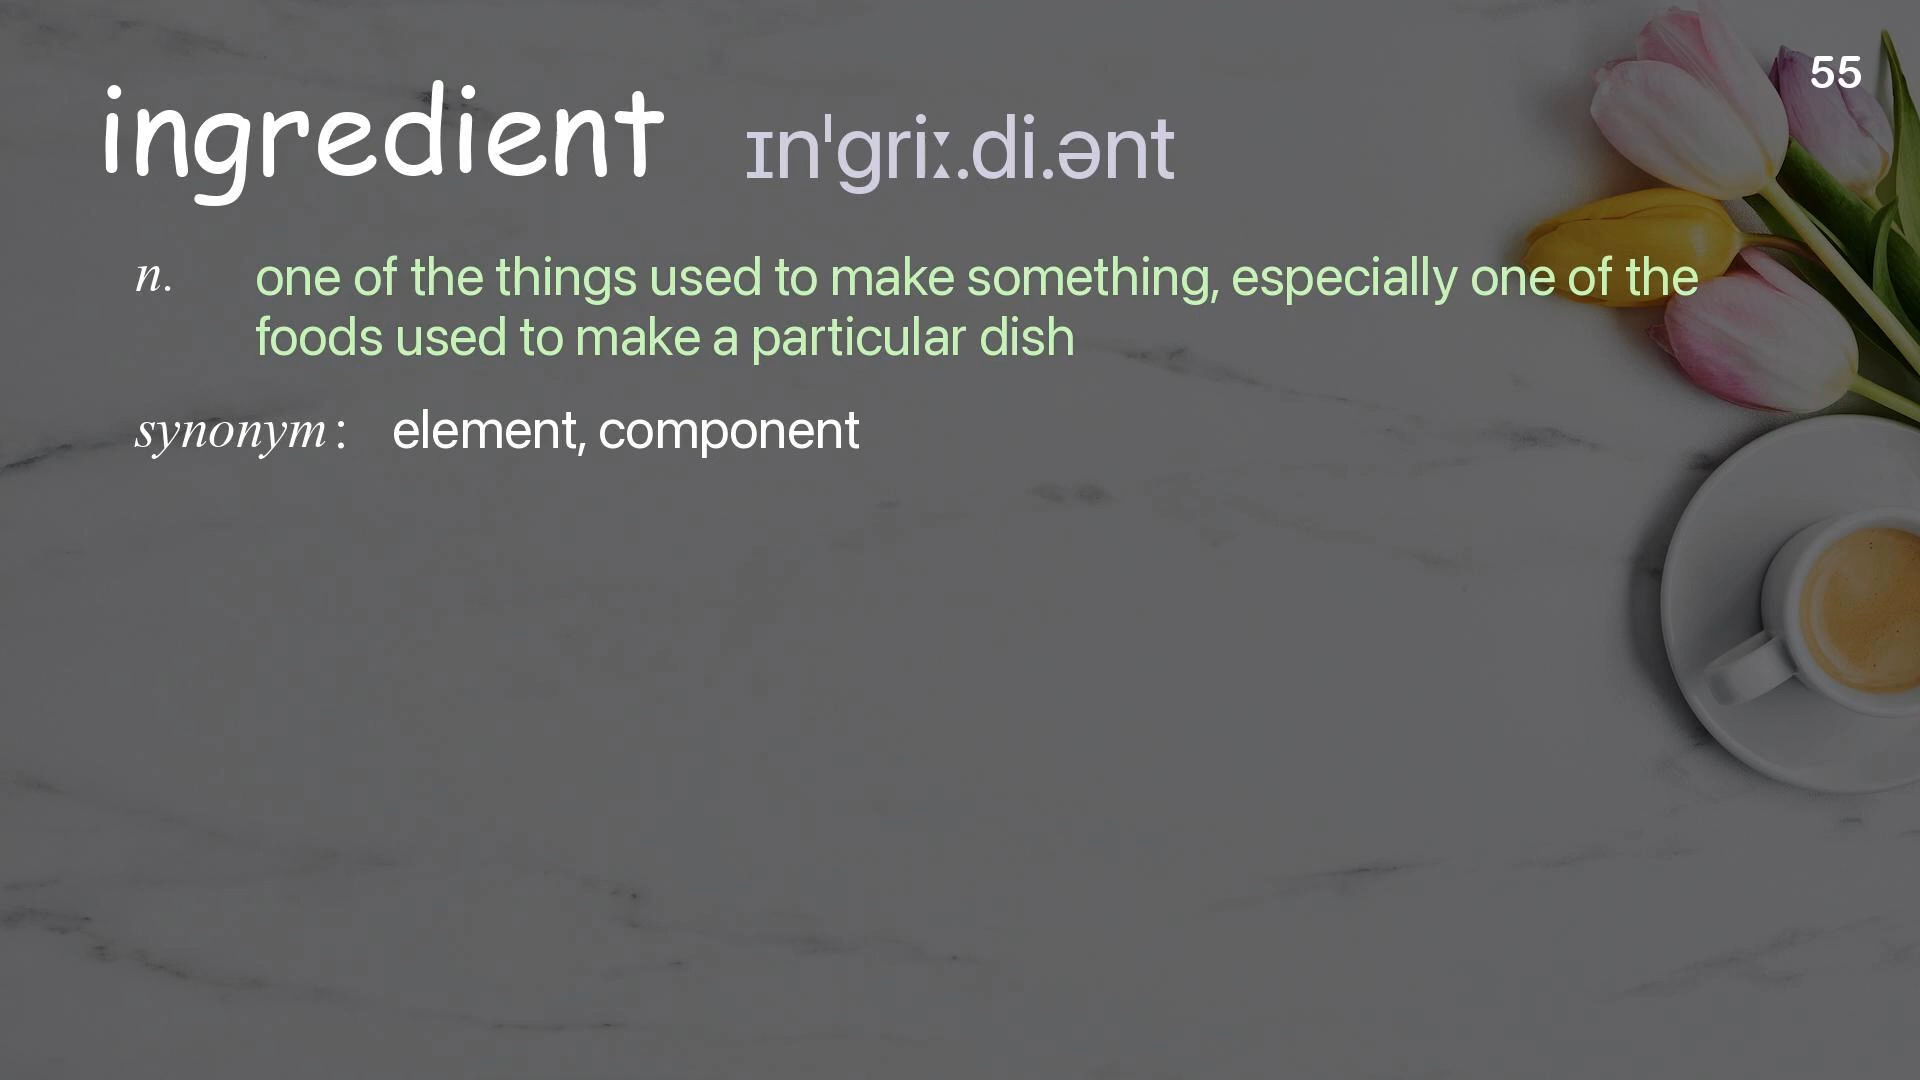 55
ingredient ɪnˈɡriː.di.ənt
n. one of the things used to make something, especially one of the
foods used to make a particular dish
synonym: element, component